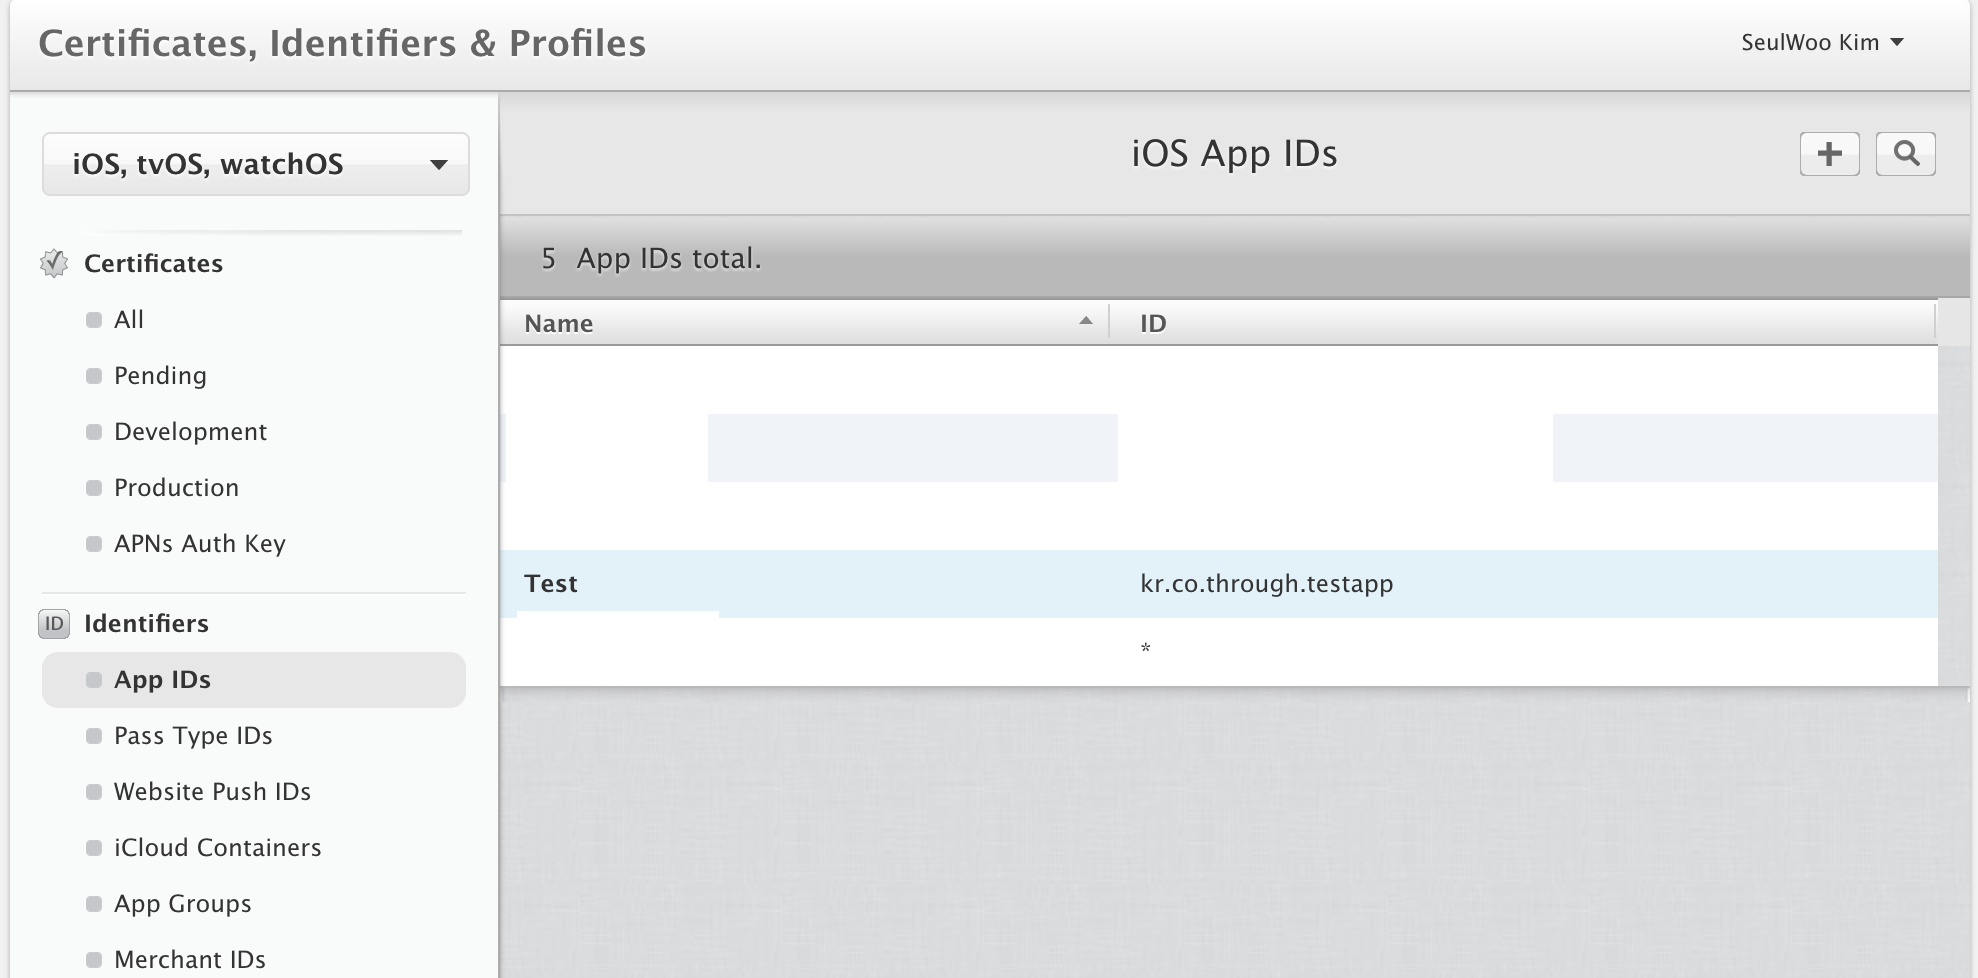 Certificates, Identifiers & Profiles
SeulWoo Kim
iOS, tvOS, watchOS
Certificates
All
Pending
Development
Production
APNs Auth Key
ID Identifiers
App IDs
Pass Type IDs
Website Push IDs
iCloud Containers
App Groups
Merchant IDs
iOS App IDs
5 App IDs total.
Name ID
Test kr.co.through.testapp
*